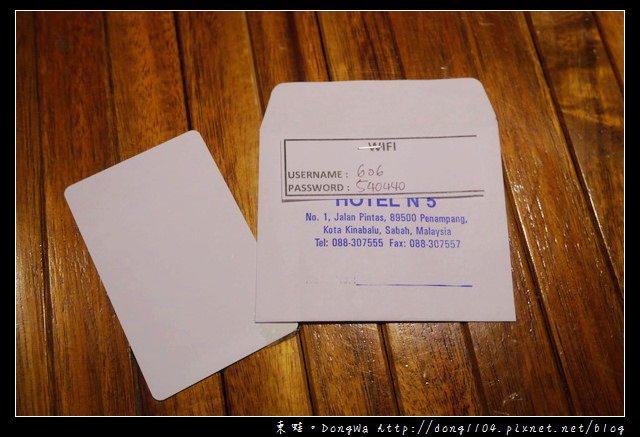 WIFI
USERNAME : 606
PASSWORD : 540440
HOTEL N 5
No. 1, Jalan Pintas, 89500 Penampang,
Kota Kinabalu, Sabah, Malaysia
Tel: 088-307555 Fax: 088-307557
東蛙。DongWa http://dong1104.pixnet.net/blog